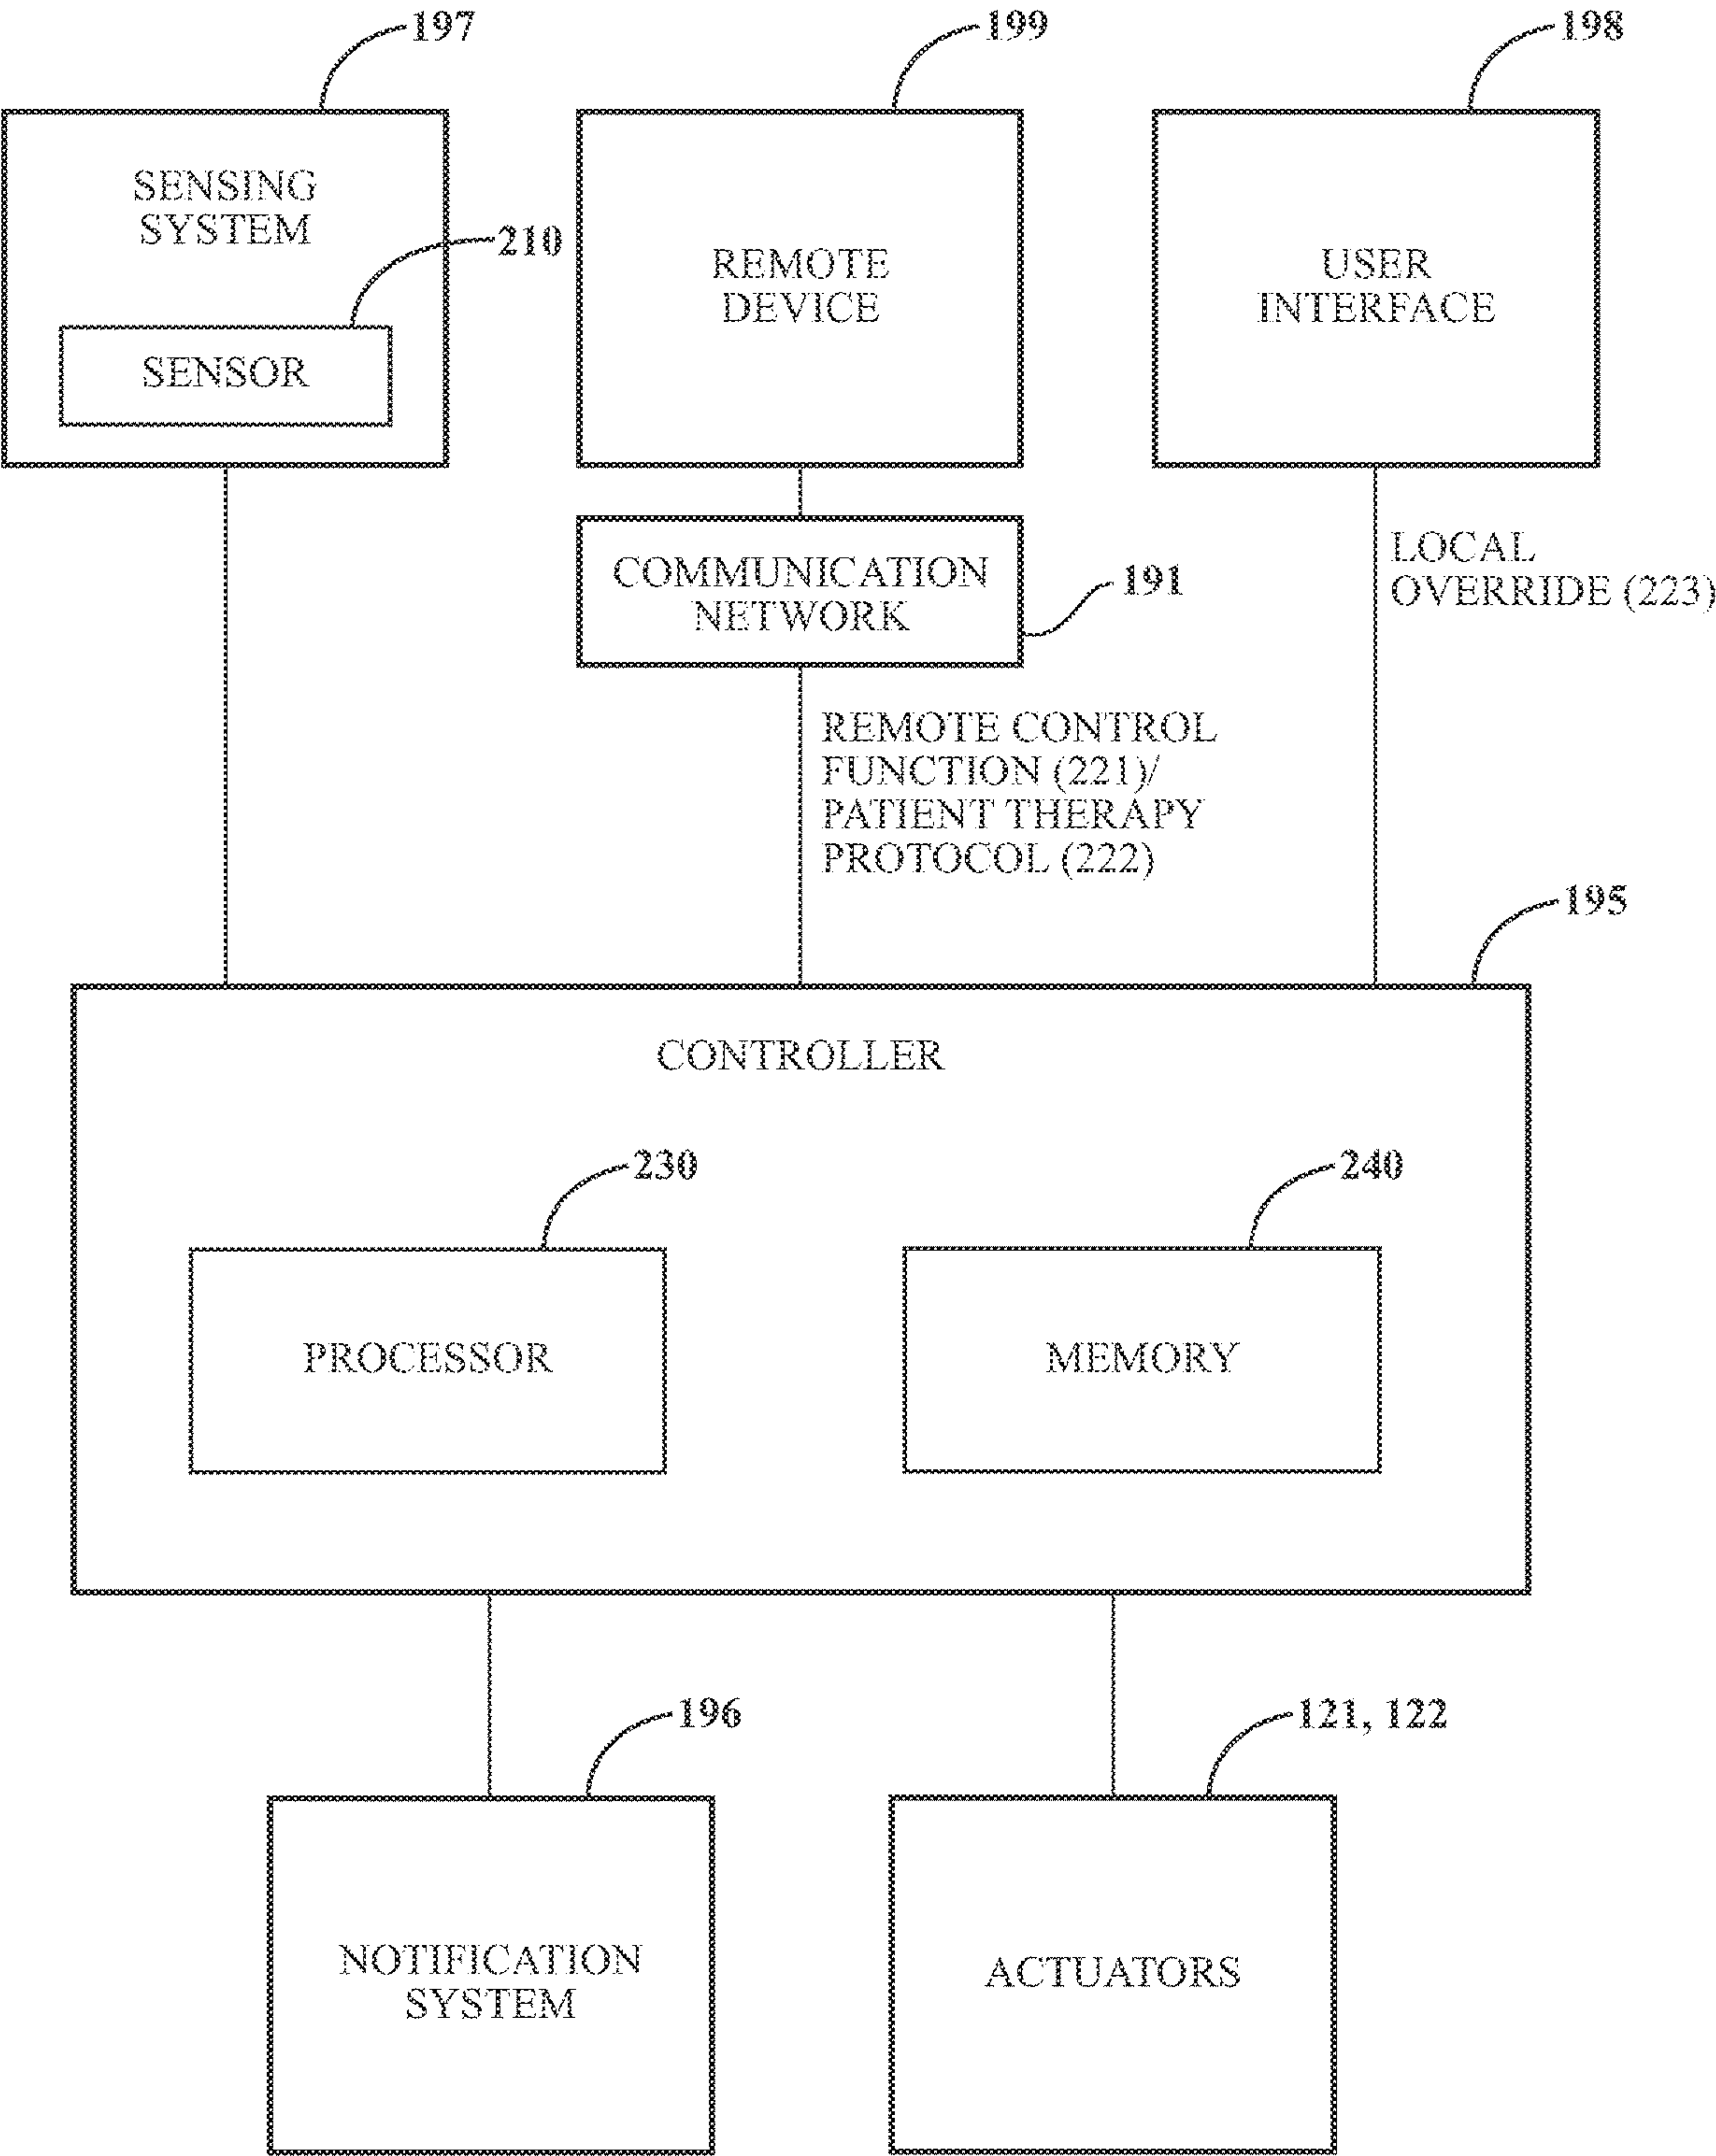 197
199
198
SENSING
SYSTEM
210
SENSOR
REMOTE
DEVICE
USER
INTERFACE
COMMUNICATION
NETWORK
191
LOCAL
OVERRIDE (223)
REMOTE CONTROL
FUNCTION (221)/
PATIENT THERAPY
PROTOCOL (222)
195
CONTROLLER
230
240
PROCESSOR
MEMORY
196
121, 122
NOTIFICATION
SYSTEM
ACTUATORS